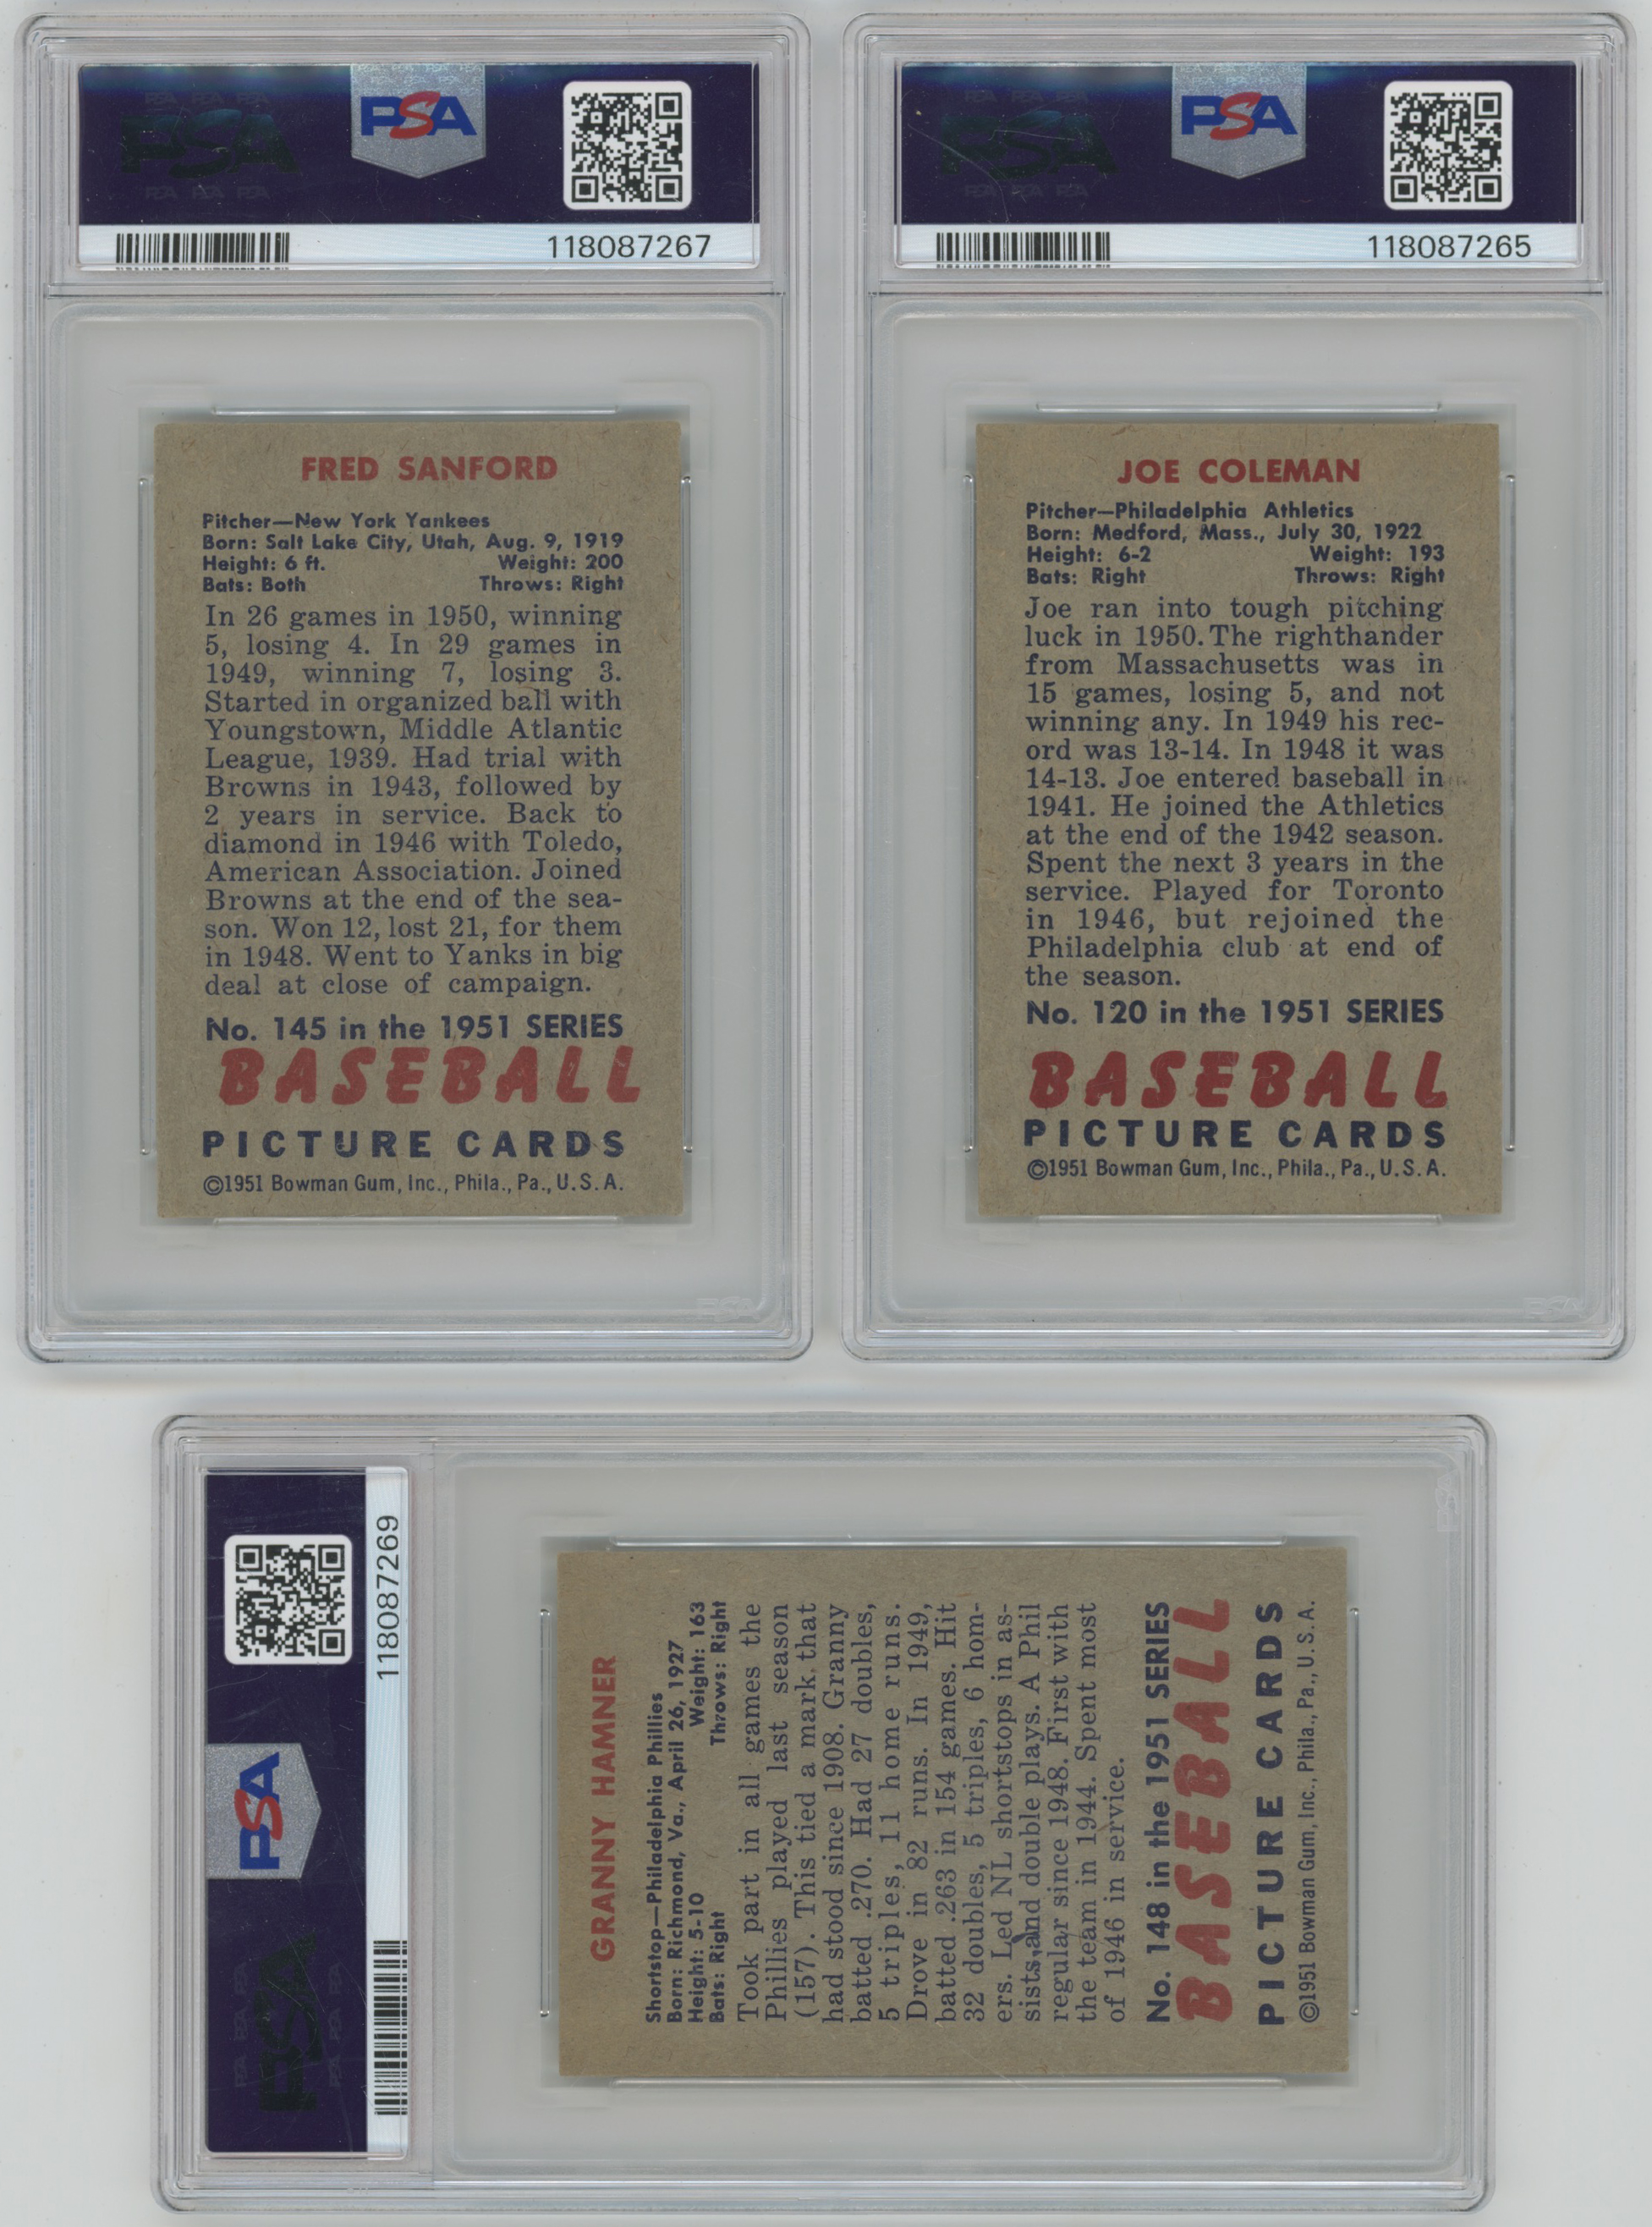 PSA
118087267
FRED SANFORD
Pitcher—New York Yankees
Born: Salt Lake City, Utah, Aug. 9, 1919
Height: 6 ft. Weight: 200
Bats: Both Throws: Right
In 26 games in 1950, winning
5, losing 4. In 29 games in
1949, winning 7, losing 3.
Started in organized ball with
Youngstown, Middle Atlantic
League, 1939. Had trial with
Browns in 1943, followed by
2 years in service. Back to
diamond in 1946 with Toledo,
American Association. Joined
Browns at the end of the sea-
son. Won 12, lost 21, for them
in 1948. Went to Yanks in big
deal at close of campaign.
No. 145 in the 1951 SERIES
BASEBALL
PICTURE CARDS
©1951 Bowman Gum, Inc., Phila., Pa., U.S.A.
PSA
118087265
JOE COLEMAN
Pitcher—Philadelphia Athletics
Born: Medford, Mass., July 30, 1922
Height: 6-2 Weight: 193
Bats: Right Throws: Right
Joe ran into tough pitching
luck in 1950. The righthander
from Massachusetts was in
15 games, losing 5, and not
winning any. In 1949 his rec-
ord was 13-14. In 1948 it was
14-13. Joe entered baseball in
1941. He joined the Athletics
at the end of the 1942 season.
Spent the next 3 years in the
service. Played for Toronto
in 1946, but rejoined the
Philadelphia club at end of
the season.
No. 120 in the 1951 SERIES
BASEBALL
PICTURE CARDS
©1951 Bowman Gum, Inc., Phila., Pa., U.S.A.
PSA
118087269
GRANNY HAMNER
Shortstop—Philadelphia Phillies
Born: Richmond, Va., April 26, 1927
Height: 5-10 Weight: 163
Bats: Right Throws: Right
Took part in all games the
Phillies played last season
(157). This tied a mark that
had stood since 1908. Granny
batted .270. Had 27 doubles,
5 triples, 11 home runs.
Drove in 82 runs. In 1949,
batted .263 in 154 games. Hit
32 doubles, 5 triples, 6 hom-
ers. Led NL shortstops in as-
sists and double plays. A Phil
regular since 1948. First with
the team in 1944. Spent most
of 1946 in service.
No. 148 in the 1951 SERIES
BASEBALL
PICTURE CARDS
©1951 Bowman Gum, Inc., Phila., Pa., U.S.A.